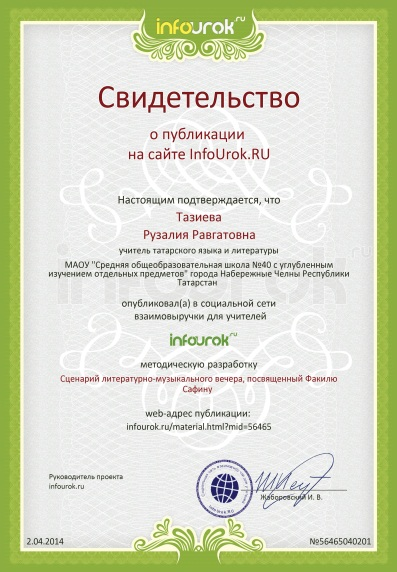 infourok ru
Свидетельство
о публикации
на сайте InfoUrok.RU
Настоящим подтверждается, что
Тазиева
Рузалия Равгатовна
учитель татарского языка и литературы
МАОУ "Средняя общеобразовательная школа №40 с углубленным
изучением отдельных предметов" города Набережные Челны Республики
Татарстан
опубликовал(а) в социальной сети
взаимовыручки для учителей
infourok ru
методическую разработку
Сценарий литературно-музыкального вечера, посвященный Факилю
Сафину
web-адрес публикации:
infourok.ru/material.html?mid=56465
Руководитель проекта
infourok.ru
Жаборовский И. В.
2.04.2014
№56465040201